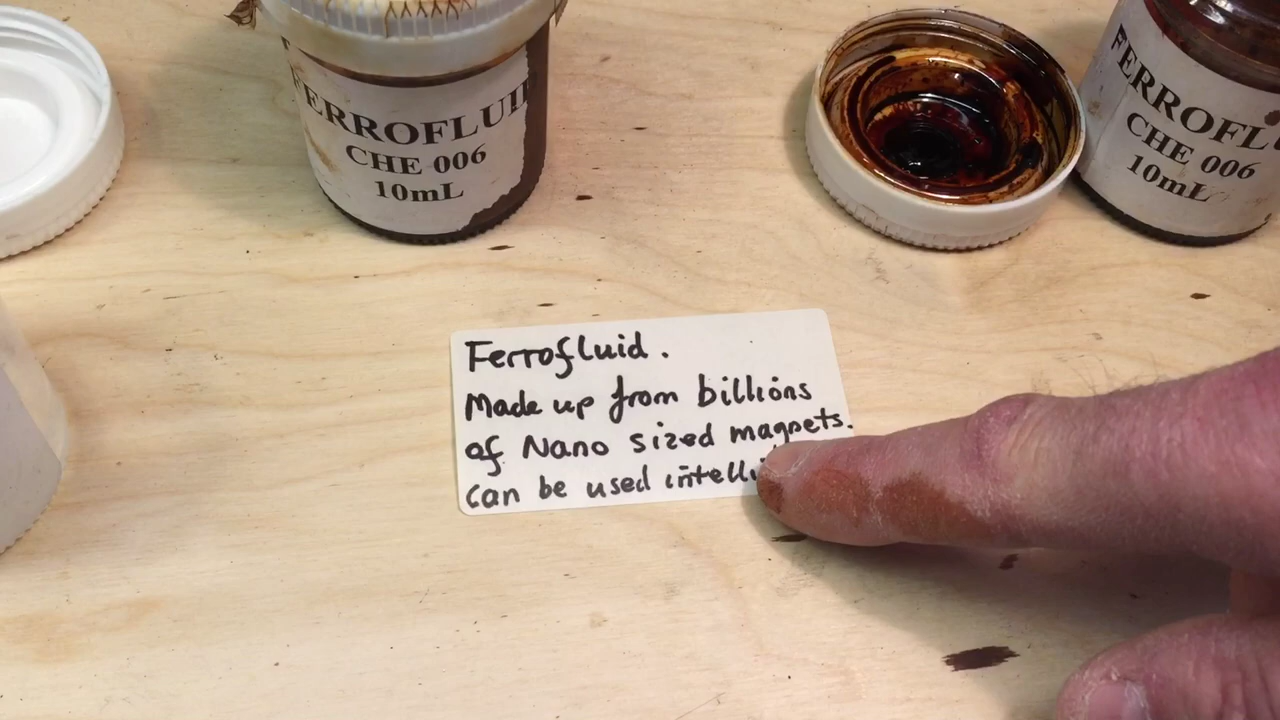 FERROFLUID
CHE 006
10mL
CHE 006
10mL
Ferrofluid.
Made up from billions
of Nano sized magnets.
can be used